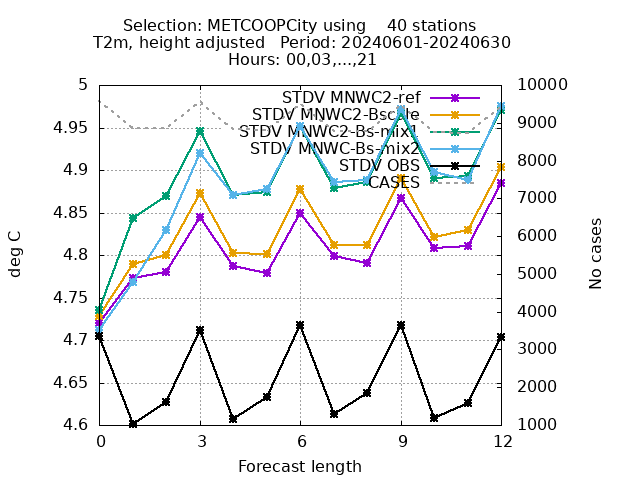 Selection: METCOOPCity using    40 stations
T2m, height adjusted   Period: 20240601-20240630
Hours: 00,03,...,21
5
10000
STDV MNWC2-ref
STDV MNWC2-Bscale
STDV MNWC2-Bs-mix1
STDV MNWC-Bs-mix2
STDV OBS
CASES
4.95
4.9
4.85
4.8
4.75
4.7
4.65
4.6
9000
8000
7000
6000
5000
4000
3000
2000
1000
deg C
No cases
0
3
6
9
12
Forecast length